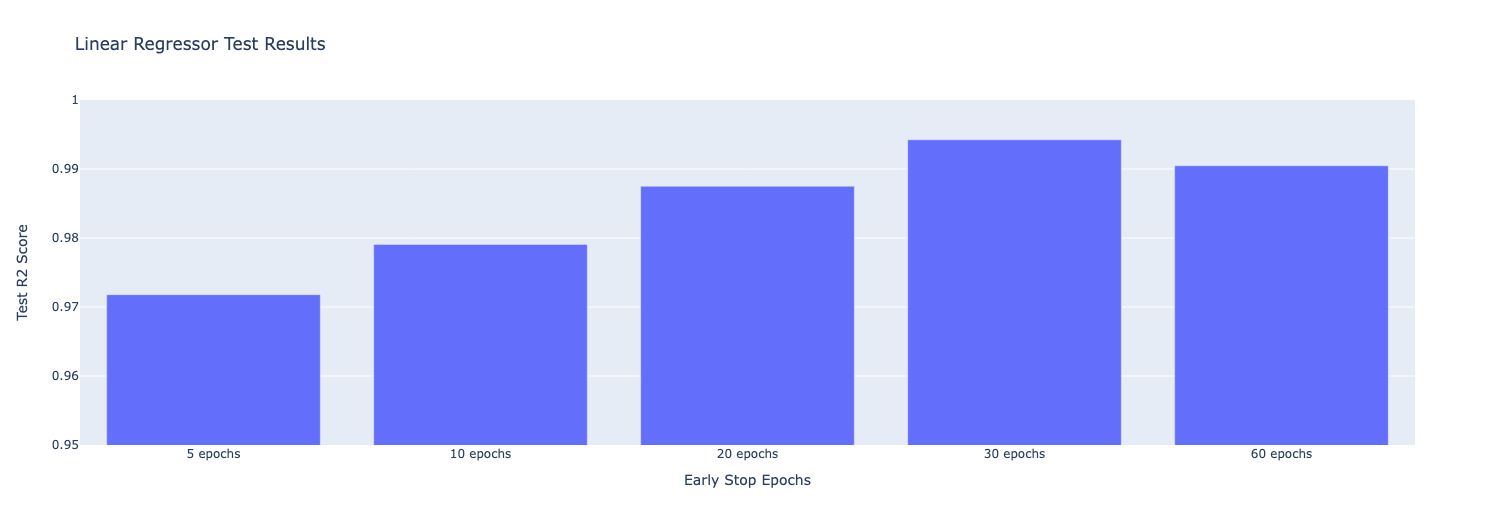 Linear Regressor Test Results
1
0.99
0.98
0.97
0.96
0.95
Test R2 Score
5 epochs
10 epochs
20 epochs
30 epochs
60 epochs
Early Stop Epochs